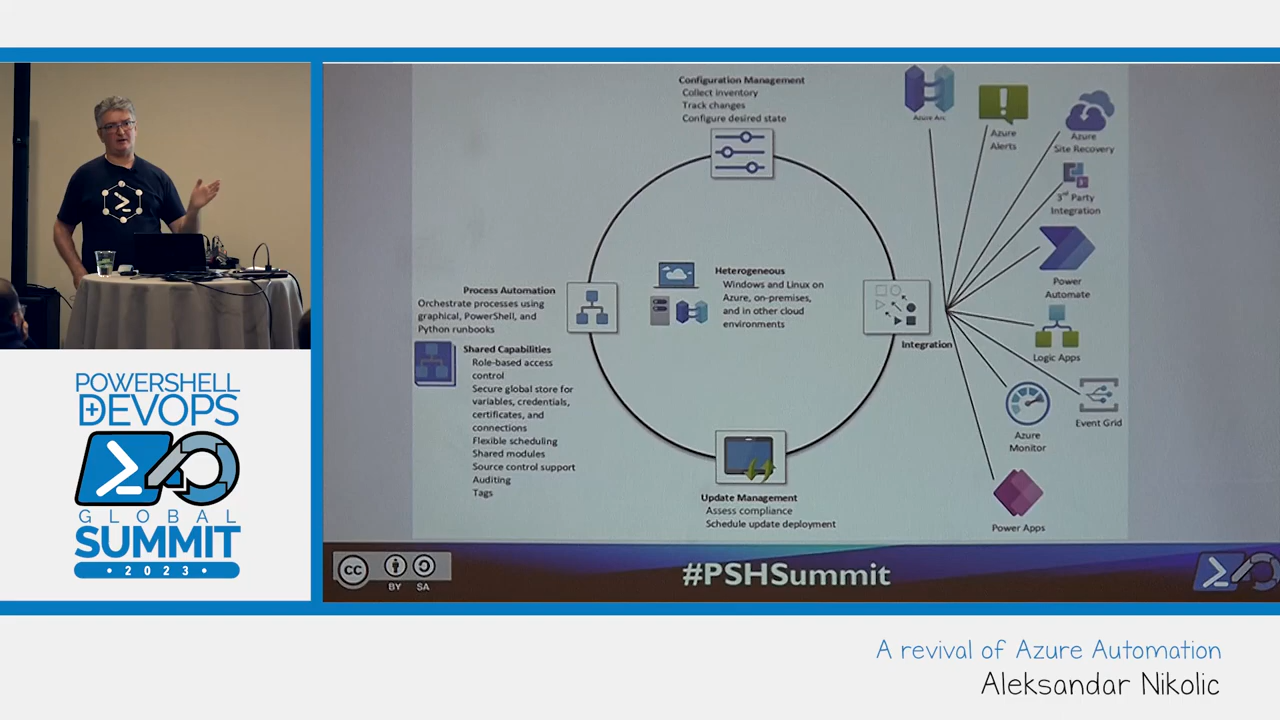 Configuration Management
Collect inventory
Track changes
Configure desired state
Azure Arc
Azure
Alerts
Azure
Site Recovery
3rd Party
Integration
Power
Automate
Logic Apps
Event Grid
Azure
Monitor
Power Apps
Integration
Heterogeneous
Windows and Linux on
Azure, on-premises,
and in other cloud
environments
Process Automation
Orchestrate processes using
graphical, PowerShell, and
Python runbooks
Shared Capabilities
Role-based access
control
Secure global store for
variables, credentials,
certificates, and
connections
Flexible scheduling
Shared modules
Source control support
Auditing
Tags
Update Management
Assess compliance
Schedule update deployment
POWERSHELL
+DEVOPS
GLOBAL
SUMMIT
• 2023 •
CC
BY SA
#PSHSummit
A revival of Azure Automation
Aleksandar Nikolic